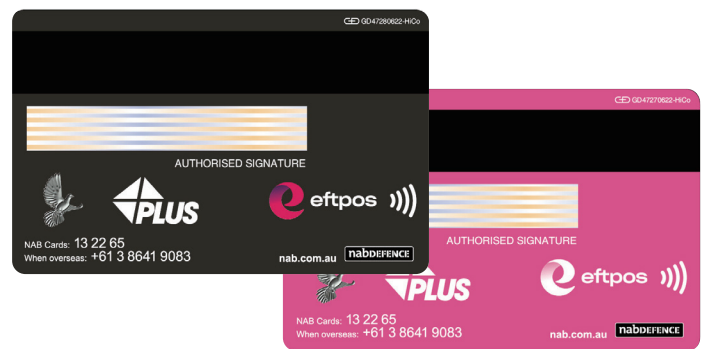 GD GD47280622-HiCo
AUTHORISED SIGNATURE
PLUS
eftpos
NAB Cards: 13 22 65
When overseas: +61 3 8641 9083
nab.com.au
nabDEFENCE
GD GD47270622-HiCo
AUTHORISED SIGNATURE
PLUS
eftpos
NAB Cards: 13 22 65
When overseas: +61 3 8641 9083
nab.com.au
nabDEFENCE